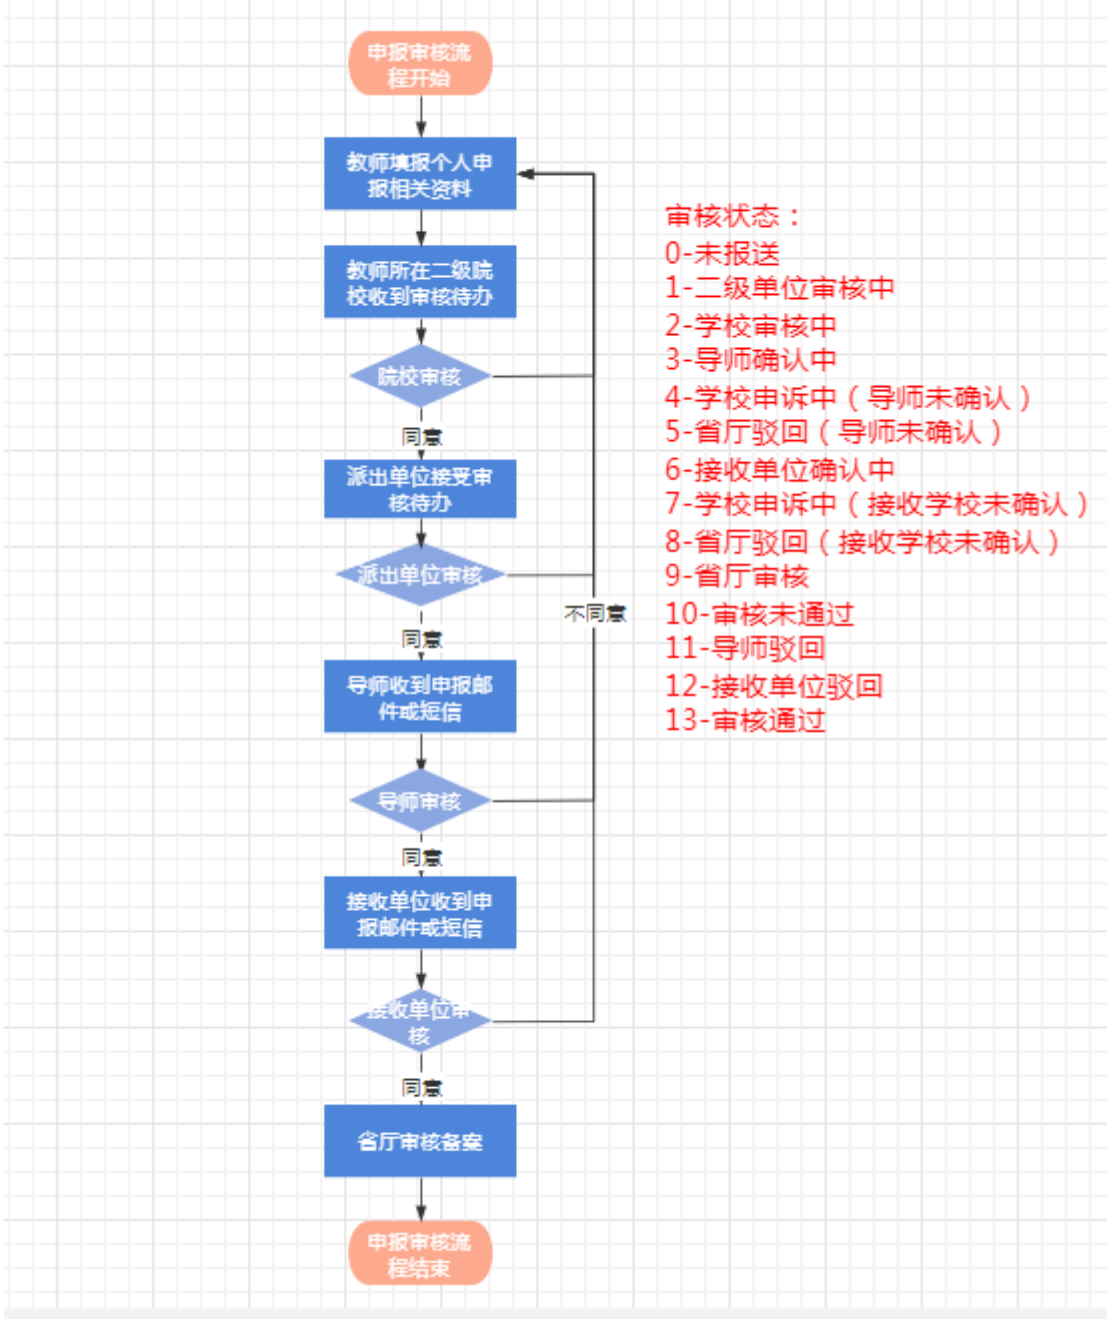 申报审核流
程开始
教师填报个人申
报相关资料
教师所在二级院
校收到审核待办
院校审核
同意
派出单位接受审
核待办
派出单位审核
不同意
同意
导师收到申报邮
件或短信
导师审核
同意
接收单位收到申
报邮件或短信
接收单位审
核
同意
省厅审核备案
申报审核流
程结束
审核状态：
0-未报送
1-二级单位审核中
2-学校审核中
3-导师确认中
4-学校申诉中（导师未确认）
5-省厅驳回（导师未确认）
6-接收单位确认中
7-学校申诉中（接收学校未确认）
8-省厅驳回（接收学校未确认）
9-省厅审核
10-审核未通过
11-导师驳回
12-接收单位驳回
13-审核通过